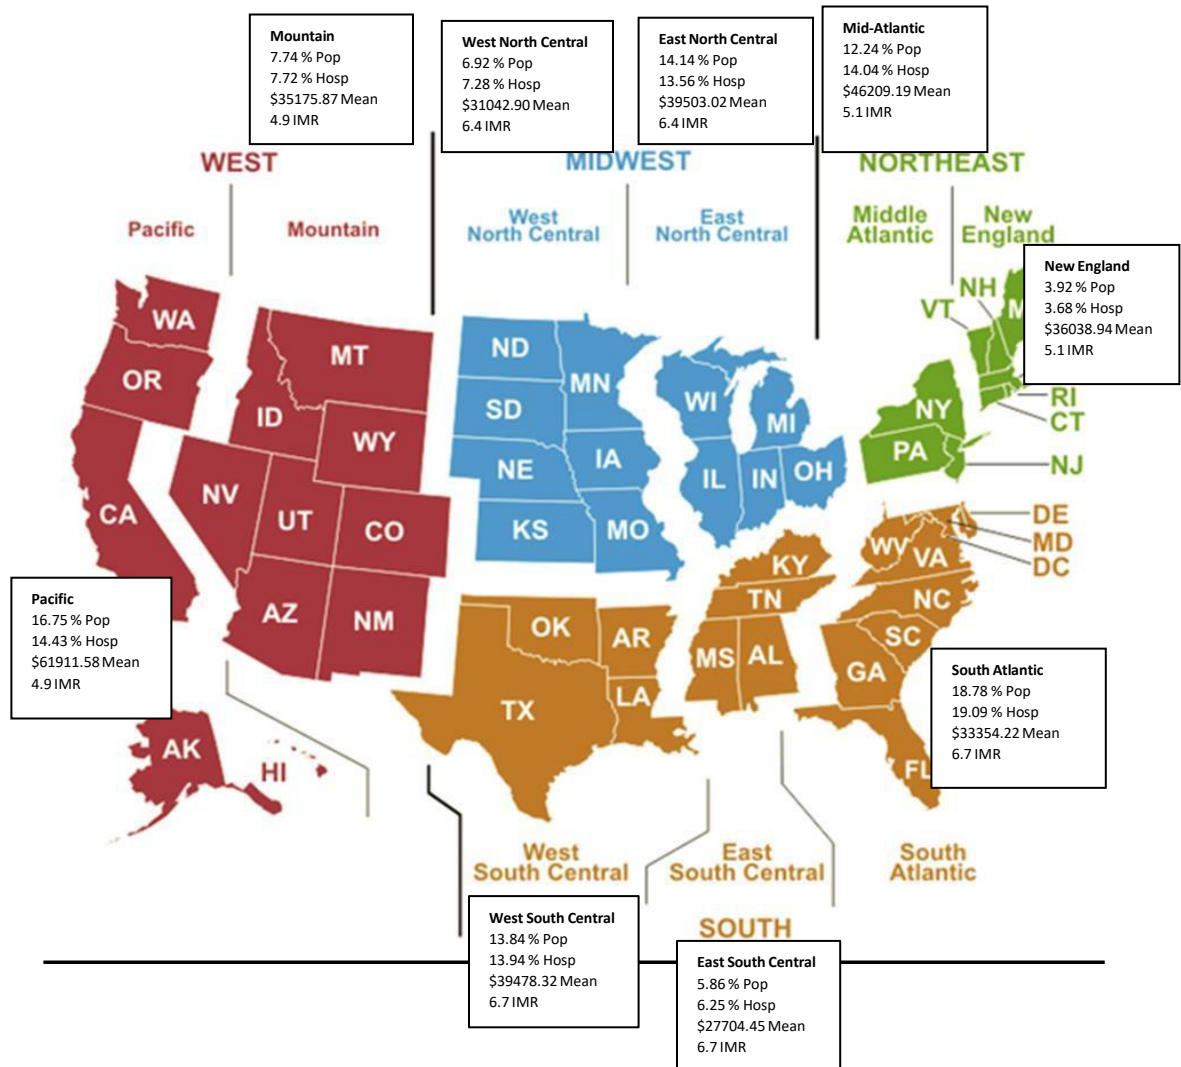 Mountain
7.74 % Pop
7.72 % Hosp
$35175.87 Mean
4.9 IMR
West North Central
6.92 % Pop
7.28 % Hosp
$31042.90 Mean
6.4 IMR
East North Central
14.14 % Pop
13.56 % Hosp
$39503.02 Mean
6.4 IMR
Mid-Atlantic
12.24 % Pop
14.04 % Hosp
$46209.19 Mean
5.1 IMR
WEST
MIDWEST
NORTHEAST
Pacific
Mountain
West
North Central
East
North Central
Middle
Atlantic
New
England
New England
3.92 % Pop
3.68 % Hosp
$36038.94 Mean
5.1 IMR
NH
VT
M
WA
OR
CA
MT
ID
WY
NV
UT
CO
AZ
NM
ND
SD
NE
KS
MN
IA
MO
WI
MI
IL
IN
OH
NY
PA
RI
CT
NJ
DE
MD
DC
WV
VA
KY
TN
NC
SC
OK
AR
MS
AL
GA
TX
LA
FL
AK
HI
Pacific
16.75 % Pop
14.43 % Hosp
$61911.58 Mean
4.9 IMR
South Atlantic
18.78 % Pop
19.09 % Hosp
$33354.22 Mean
6.7 IMR
West
South Central
East
South Central
South
Atlantic
SOUTH
West South Central
13.84 % Pop
13.94 % Hosp
$39478.32 Mean
6.7 IMR
East South Central
5.86 % Pop
6.25 % Hosp
$27704.45 Mean
6.7 IMR